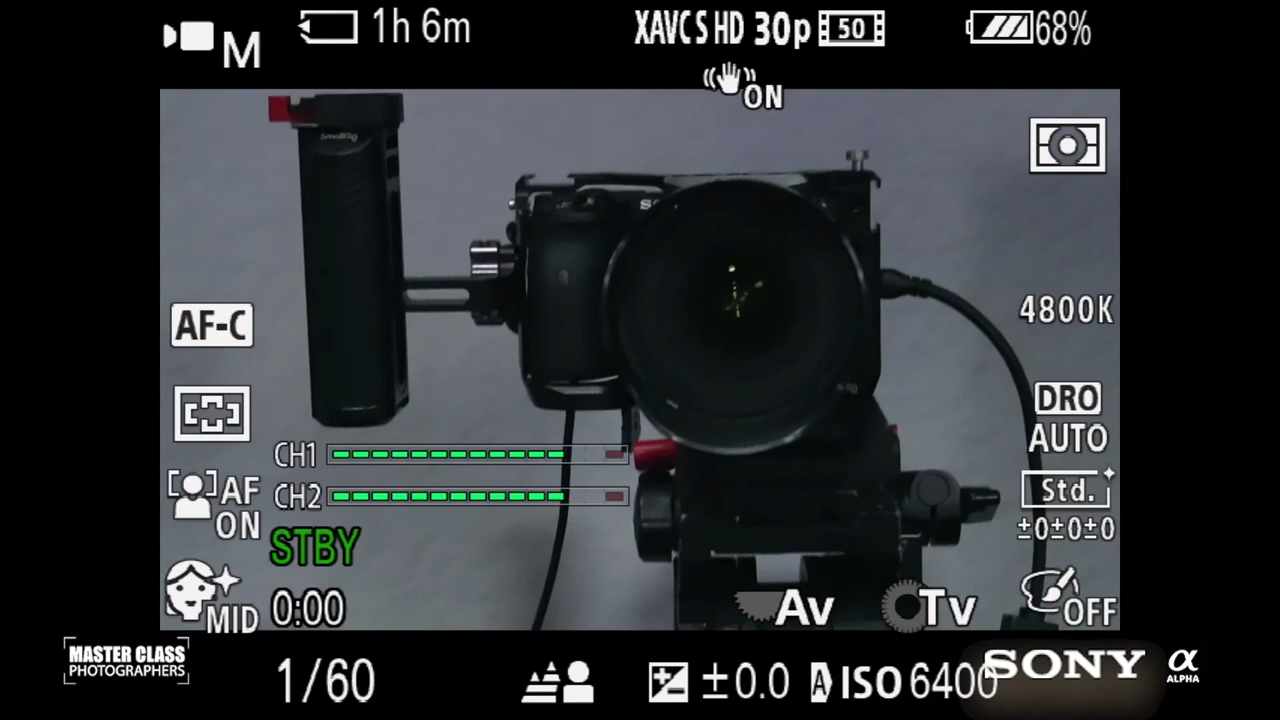 M
1h 6m
XAVC S HD 30p 50
68%
ON
SmallRig
4800K
AF-C
DRO
AUTO
CH1
CH2
AF
ON
Std.
±0±0±0
STBY
MID
0:00
Av
Tv
OFF
MASTER CLASS
PHOTOGRAPHERS
1/60
±0.0
A ISO 6400
SONY
α
ALPHA